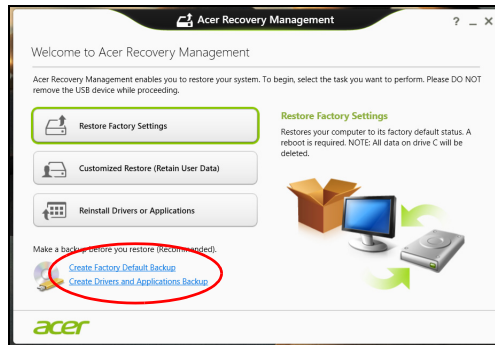 Acer Recovery Management
? _ X
Welcome to Acer Recovery Management
Acer Recovery Management enables you to restore your system. To begin, select the task you want to perform. Please DO NOT
remove the USB device while proceeding.
Restore Factory Settings
Customized Restore (Retain User Data)
Reinstall Drivers or Applications
Restore Factory Settings
Restores your computer to its factory default status. A
reboot is required. NOTE: All data on drive C will be
deleted.
Make a backup before you restore (Recommended).
Create Factory Default Backup
Create Drivers and Applications Backup
acer